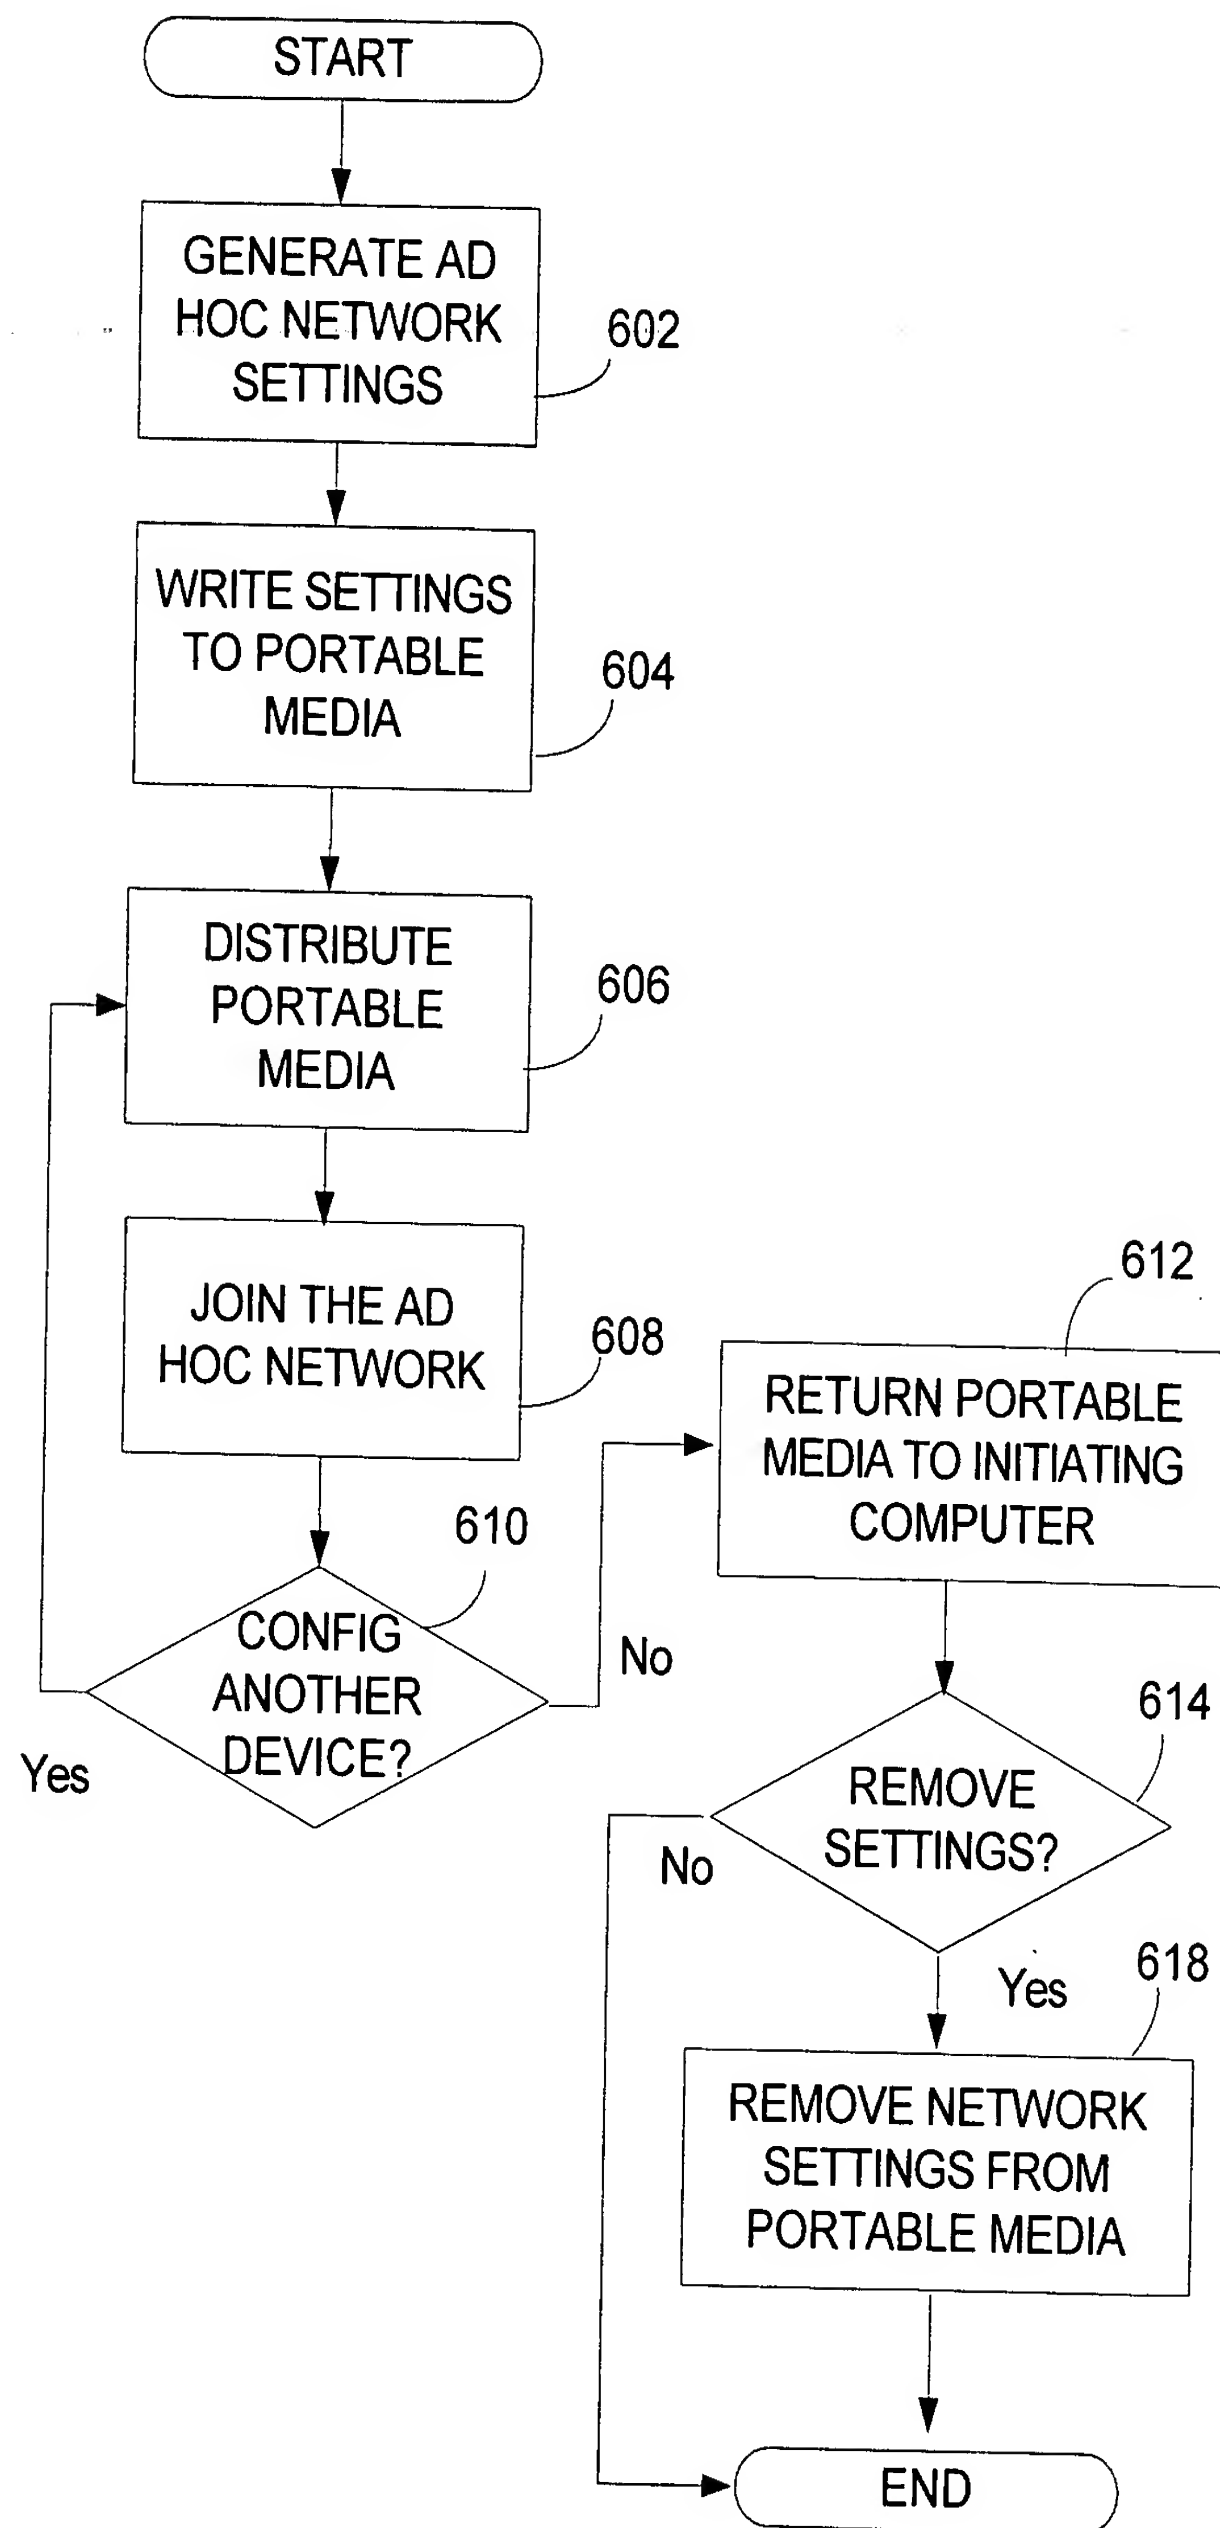 START
GENERATE AD
HOC NETWORK
SETTINGS
602
WRITE SETTINGS
TO PORTABLE
MEDIA
604
DISTRIBUTE
PORTABLE
MEDIA
606
JOIN THE AD
HOC NETWORK
608
CONFIG
ANOTHER
DEVICE?
610
Yes
No
612
RETURN PORTABLE
MEDIA TO INITIATING
COMPUTER
614
REMOVE
SETTINGS?
No
Yes
618
REMOVE NETWORK
SETTINGS FROM
PORTABLE MEDIA
END